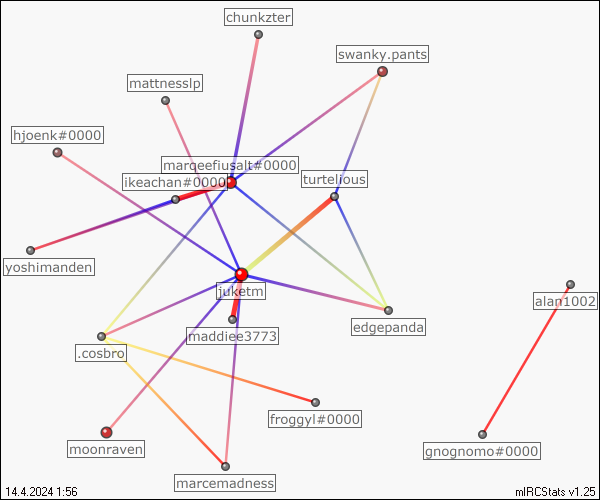 chunkzter
swanky.pants
mattnesslp
hjoenk#0000
marqeefiusalt#0000
ikeachan#0000
turtelious
yoshimanden
juketm
alan1002
edgepanda
maddiee3773
.cosbro
froggyl#0000
moonraven
gnognomo#0000
marcemadness
14.4.2024 1:56
mIRCStats v1.25